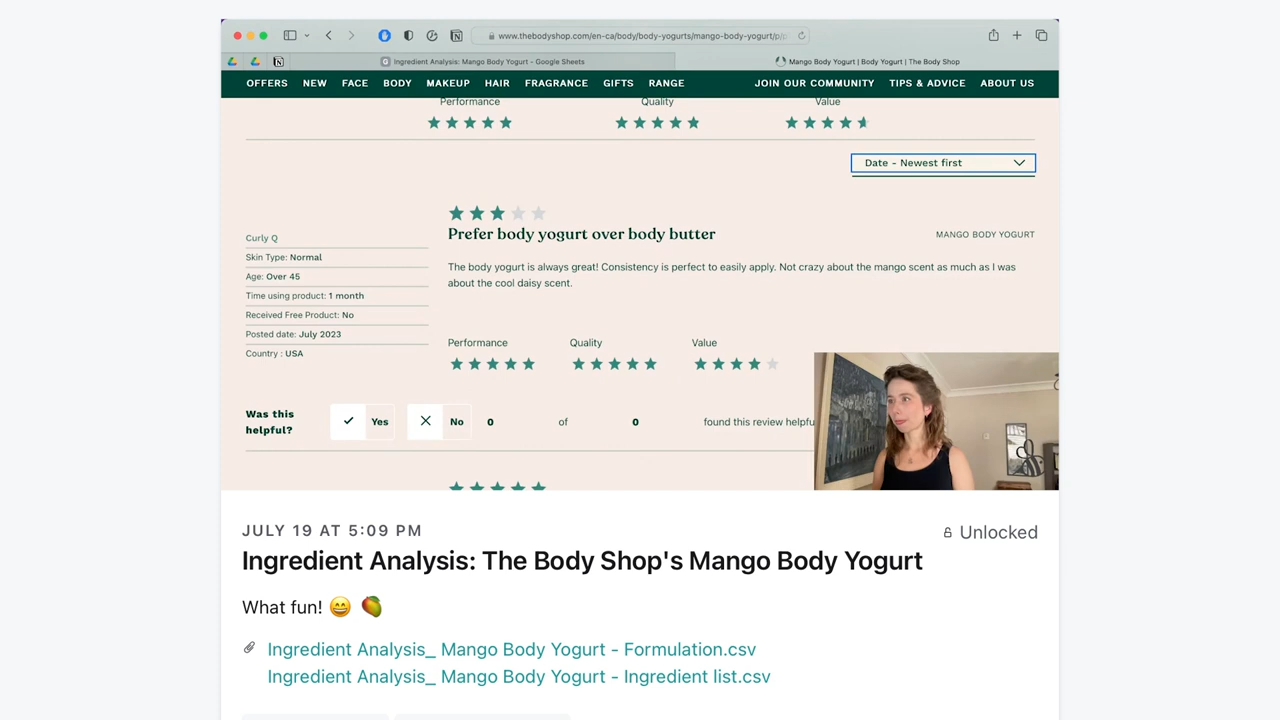 www.thebodyshop.com/en-ca/body/body-yogurts/mango-body-yogurt/p/
Ingredient Analysis: Mango Body Yogurt - Google Sheets
Mango Body Yogurt | Body Yogurt | The Body Shop
OFFERS NEW FACE BODY MAKEUP HAIR FRAGRANCE GIFTS RANGE JOIN OUR COMMUNITY TIPS & ADVICE ABOUT US
Performance Quality Value
Date - Newest first
Prefer body yogurt over body butter
MANGO BODY YOGURT
Curly Q
Skin Type: Normal
Age: Over 45
Time using product: 1 month
Received Free Product: No
Posted date: July 2023
Country : USA
The body yogurt is always great! Consistency is perfect to easily apply. Not crazy about the mango scent as much as I was
about the cool daisy scent.
Performance Quality Value
Was this
helpful?
Yes No 0 of 0 found this review helpfu
JULY 19 AT 5:09 PM
Unlocked
Ingredient Analysis: The Body Shop's Mango Body Yogurt
What fun! 😄 🥭
Ingredient Analysis_ Mango Body Yogurt - Formulation.csv
Ingredient Analysis_ Mango Body Yogurt - Ingredient list.csv